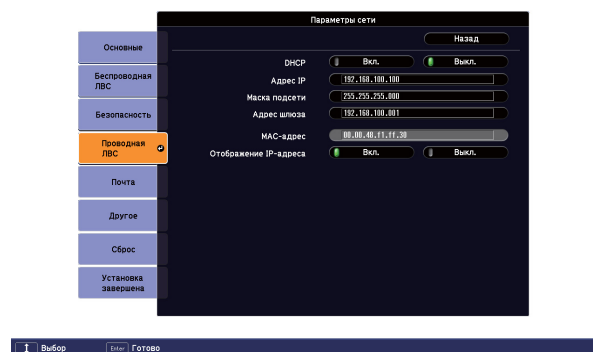 Параметры сети
Назад
Основные
Беспроводная
ЛВС
Безопасность
Проводная
ЛВС
Почта
Другое
Сброс
Установка
завершена
DHCP Вкл. Выкл.
Адрес IP 192.168.100.100
Маска подсети 255.255.255.000
Адрес шлюза 192.168.100.001
MAC-адрес 00.00.48.f1.ff.30
Отображение IP-адреса Вкл. Выкл.
Выбор Enter Готово